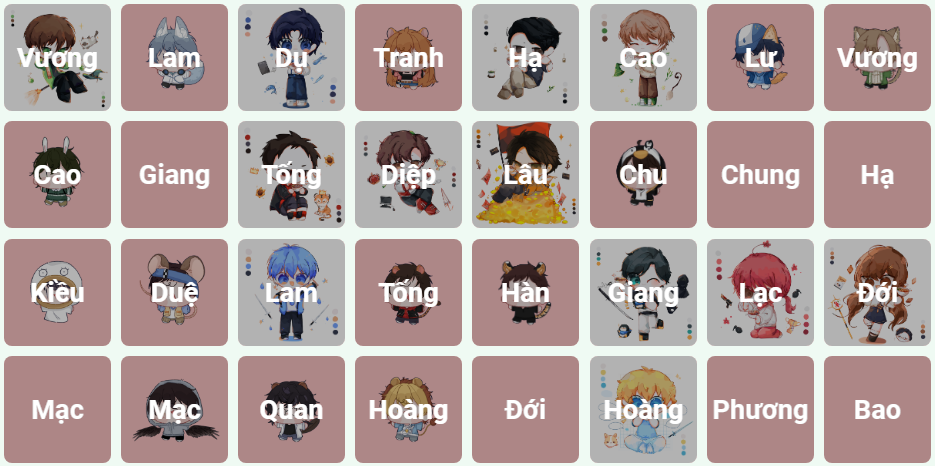 Vương Lam Dụ Tranh Hạ Cao Lư Vương
Cao Giang Tống Diệp Lâu Chu Chung Hạ
Kiều Duệ Lam Tống Hàn Giang Lạc Đới
Mạc Mạc Quan Hoàng Đới Hoàng Phương Bao